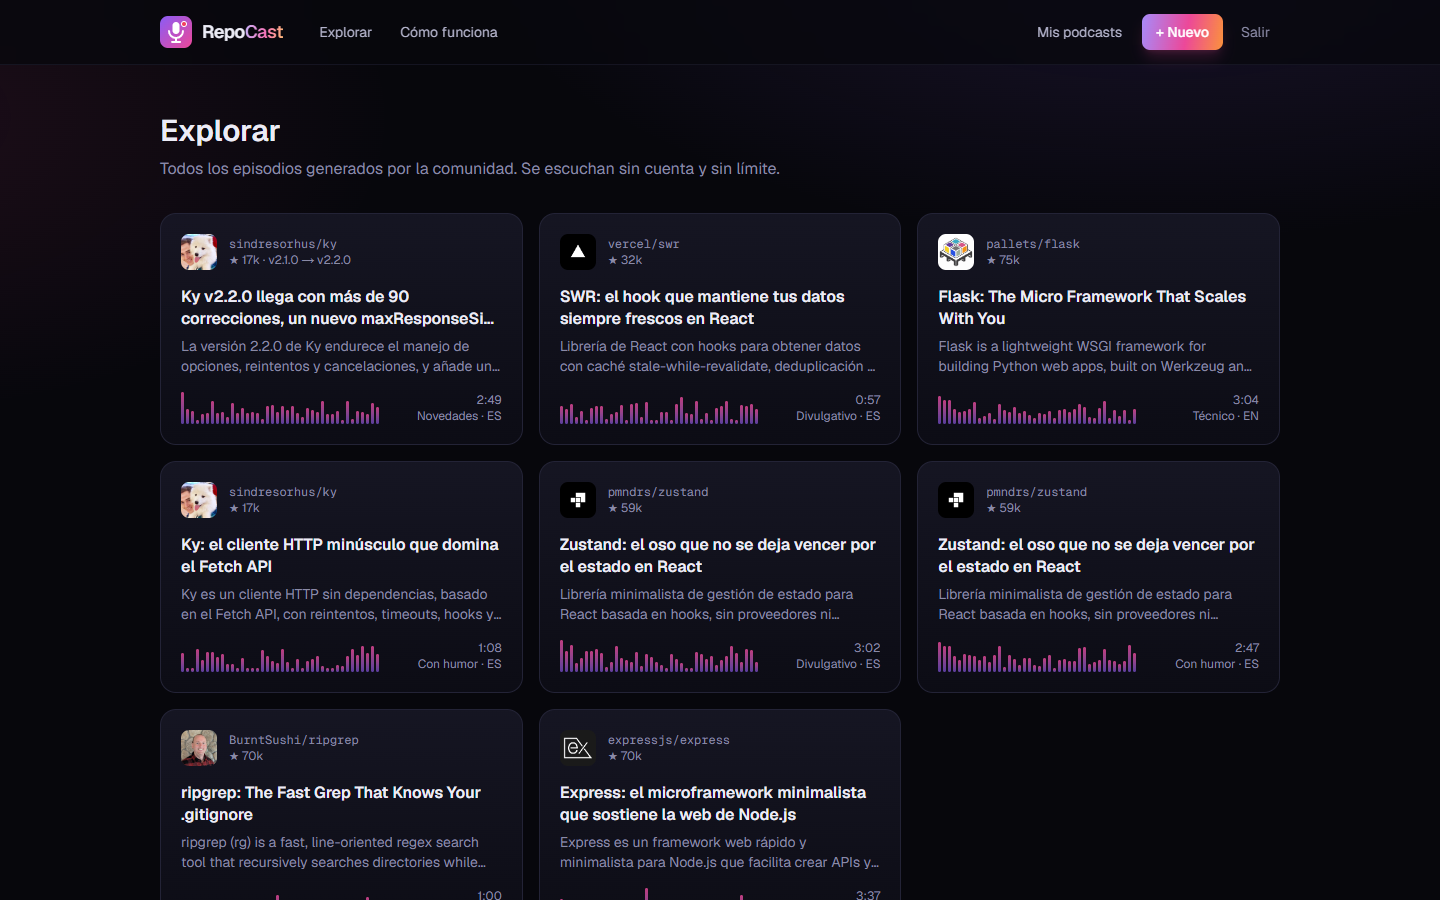 RepoCast
Explorar
Cómo funciona
Mis podcasts
+ Nuevo
Salir
Explorar
Todos los episodios generados por la comunidad. Se escuchan sin cuenta y sin límite.
sindresorhus/ky
★ 17k · v2.1.0 → v2.2.0
Ky v2.2.0 llega con más de 90
correcciones, un nuevo maxResponseSi...
La versión 2.2.0 de Ky endurece el manejo de
opciones, reintentos y cancelaciones, y añade un...
2:49
Novedades · ES
vercel/swr
★ 32k
SWR: el hook que mantiene tus datos
siempre frescos en React
Librería de React con hooks para obtener datos
con caché stale-while-revalidate, deduplicación ...
0:57
Divulgativo · ES
pallets/flask
★ 75k
Flask: The Micro Framework That Scales
With You
Flask is a lightweight WSGI framework for
building Python web apps, built on Werkzeug an...
3:04
Técnico · EN
sindresorhus/ky
★ 17k
Ky: el cliente HTTP minúsculo que domina
el Fetch API
Ky es un cliente HTTP sin dependencias, basado
en el Fetch API, con reintentos, timeouts, hooks y...
1:08
Con humor · ES
pmndrs/zustand
★ 59k
Zustand: el oso que no se deja vencer por
el estado en React
Librería minimalista de gestión de estado para
React basada en hooks, sin proveedores ni...
3:02
Divulgativo · ES
pmndrs/zustand
★ 59k
Zustand: el oso que no se deja vencer por
el estado en React
Librería minimalista de gestión de estado para
React basada en hooks, sin proveedores ni...
2:47
Con humor · ES
BurntSushi/ripgrep
★ 70k
ripgrep: The Fast Grep That Knows Your
.gitignore
ripgrep (rg) is a fast, line-oriented regex search
tool that recursively searches directories while...
1:00
ex
expressjs/express
★ 70k
Express: el microframework minimalista
que sostiene la web de Node.js
Express es un framework web rápido y
minimalista para Node.js que facilita crear APIs y...
3:37